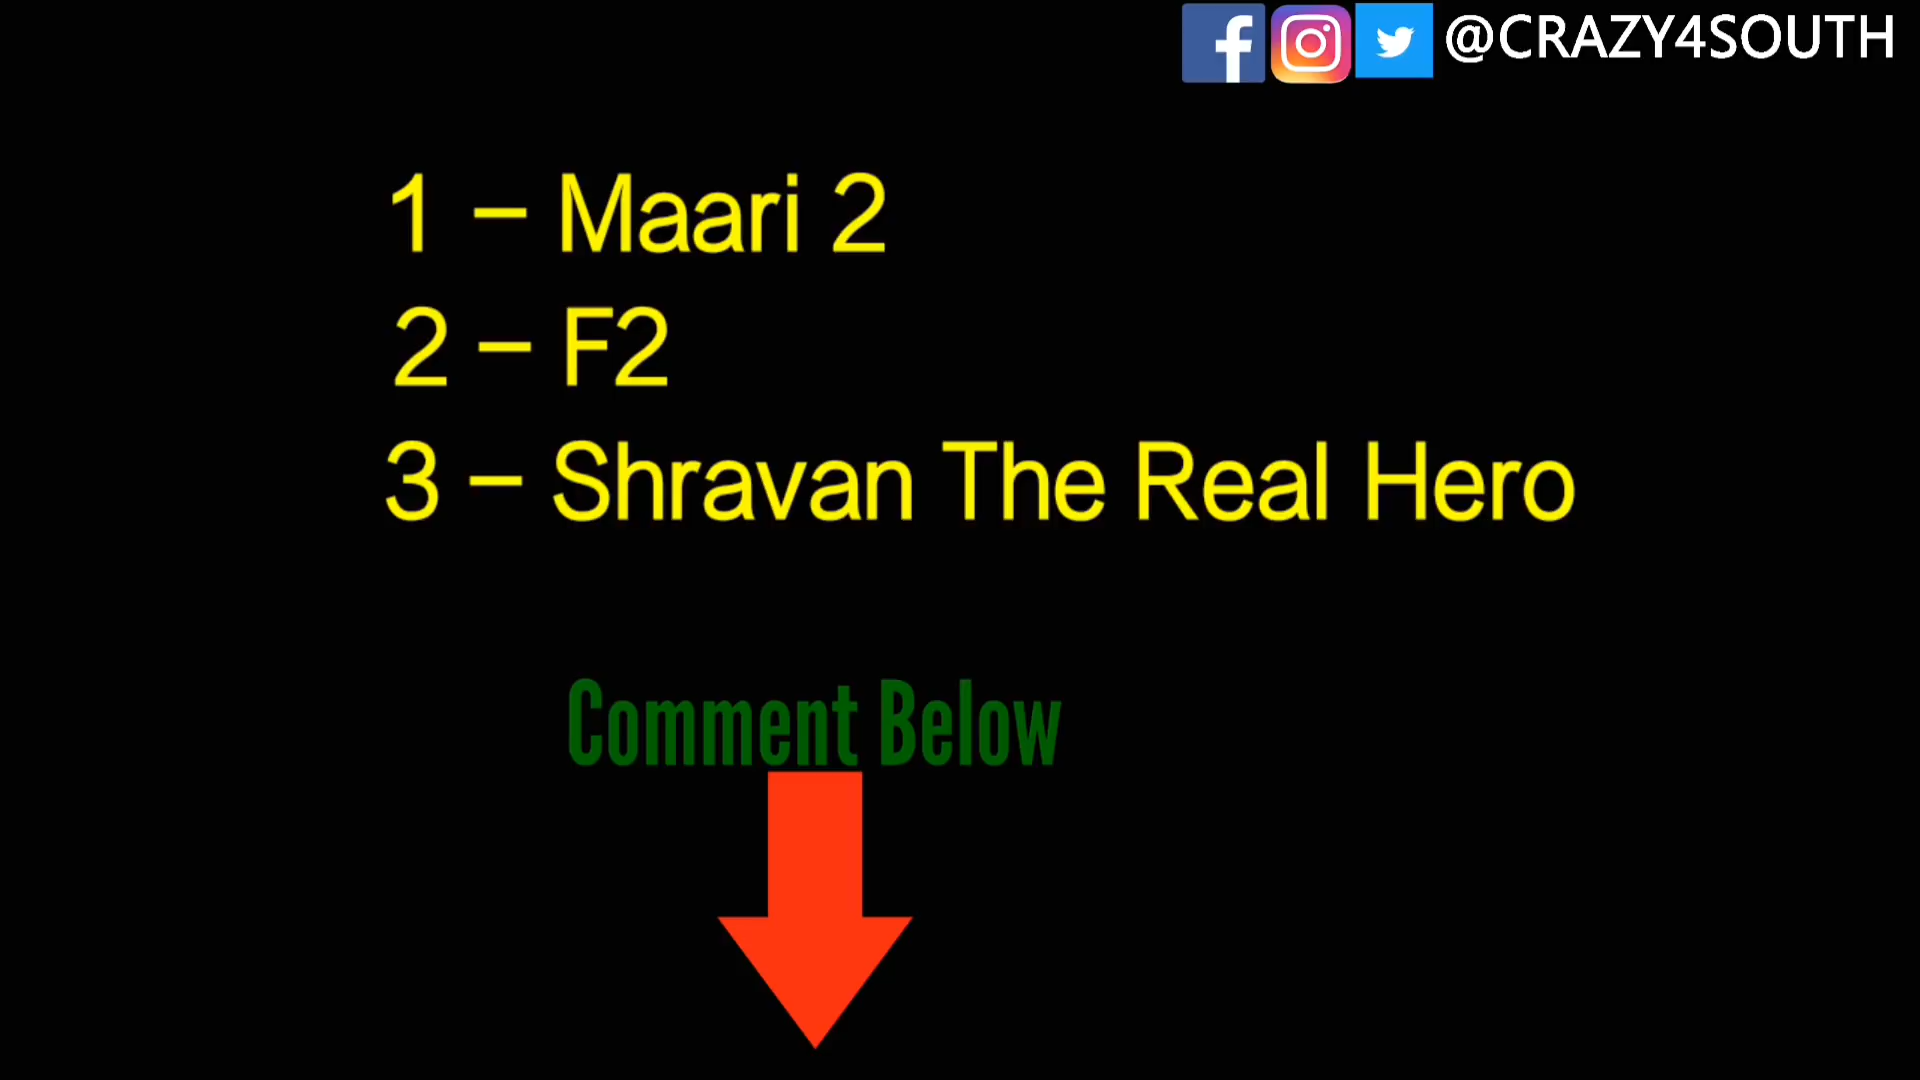 @CRAZY4SOUTH
1 – Maari 2
2 – F2
3 – Shravan The Real Hero
Comment Below